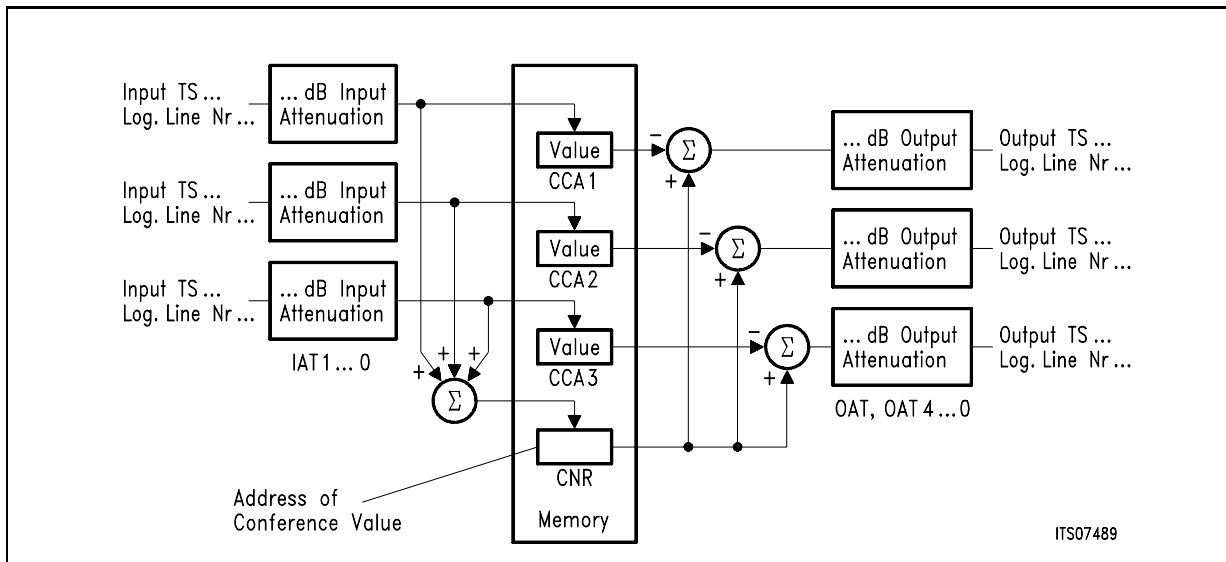 Input TS...
Log. Line Nr...
... dB Input
Attenuation
Input TS...
Log. Line Nr...
... dB Input
Attenuation
Input TS...
Log. Line Nr...
... dB Input
Attenuation
IAT1...0
+ + +
Σ
Value
CCA1
Value
CCA2
Value
CCA3
CNR
Memory
Address of
Conference Value
−
Σ
+
−
Σ
+
−
Σ
+
... dB Output
Attenuation
Output TS...
Log. Line Nr...
... dB Output
Attenuation
Output TS...
Log. Line Nr...
... dB Output
Attenuation
Output TS...
Log. Line Nr...
OAT, OAT4...0
ITS07489